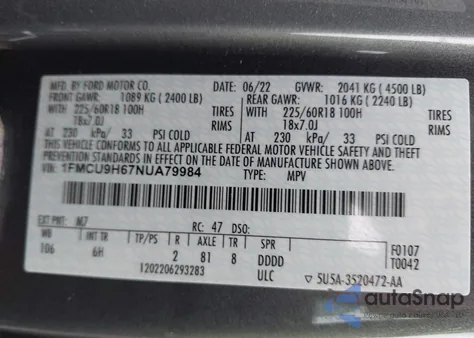 MFD. BY FORD MOTOR CO. DATE: 06/22 GVWR: 2041 KG (4500 LB)
FRONT GAWR: 1089 KG (2400 LB) REAR GAWR: 1016 KG (2240 LB)
WITH 225/60R18 100H TIRES WITH 225/60R18 100H TIRES
18x7.0J RIMS 18x7.0J RIMS
AT 230 kPa/ 33 PSI COLD AT 230 kPa/ 33 PSI COLD
THIS VEHICLE CONFORMS TO ALL APPLICABLE FEDERAL MOTOR VEHICLE SAFETY AND THEFT
PREVENTION STANDARDS IN EFFECT ON THE DATE OF MANUFACTURE SHOWN ABOVE.
VIN: 1FMCU9H67NUA79984 TYPE: MPV
EXT PNT: M7 RC: 47 DSO:
WB INT TR TP/PS R AXLE TR SPR F0107
106 6H 2 81 8 DDDD T0042
1202206293283 ULC 5U5A-3520472-AA
autoSnap